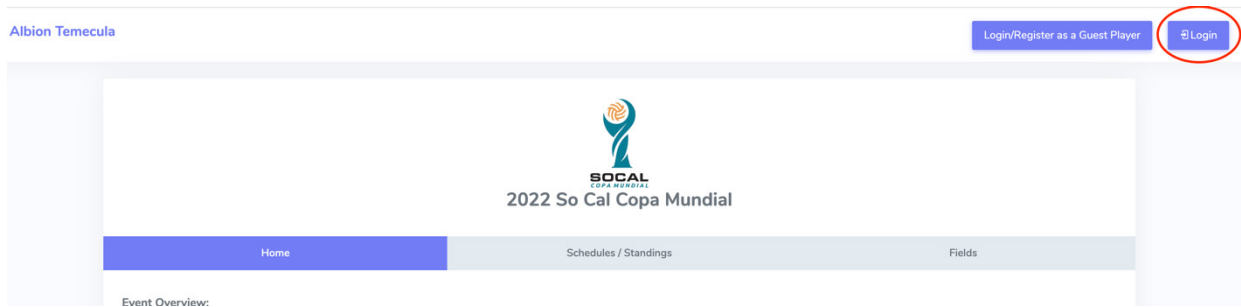 Albion Temecula
Login/Register as a Guest Player
Login
SOCAL
COPA MUNDIAL
2022 So Cal Copa Mundial
Home
Schedules / Standings
Fields
Event Overview: